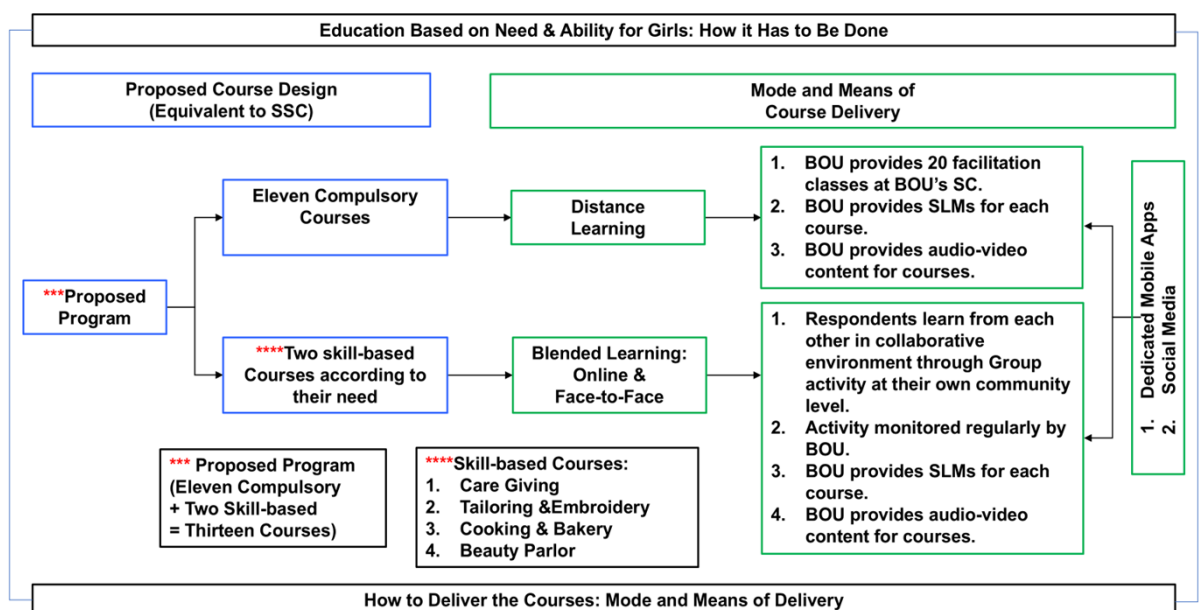 Education Based on Need & Ability for Girls: How it Has to Be Done
Proposed Course Design
(Equivalent to SSC)
Mode and Means of
Course Delivery
***Proposed
Program
Eleven Compulsory
Courses
Distance
Learning
1. BOU provides 20 facilitation
classes at BOU's SC.
2. BOU provides SLMs for each
course.
3. BOU provides audio-video
content for courses.
****Two skill-based
Courses according to
their need
Blended Learning:
Online &
Face-to-Face
1. Respondents learn from each
other in collaborative
environment through Group
activity at their own community
level.
2. Activity monitored regularly by
BOU.
3. BOU provides SLMs for each
course.
4. BOU provides audio-video
content for courses.
1. Dedicated Mobile Apps
2. Social Media
*** Proposed Program
(Eleven Compulsory
+ Two Skill-based
= Thirteen Courses)
****Skill-based Courses:
1. Care Giving
2. Tailoring &Embroidery
3. Cooking & Bakery
4. Beauty Parlor
How to Deliver the Courses: Mode and Means of Delivery